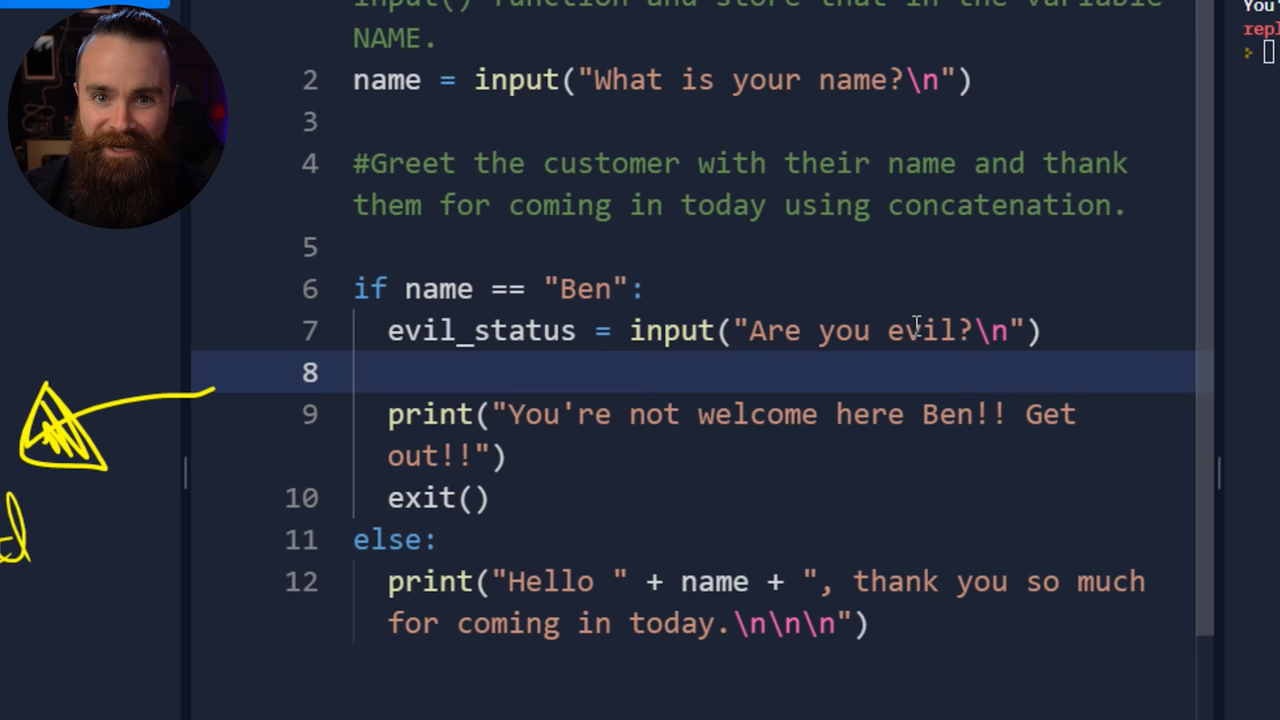 input() function and store that in the variable
NAME.
2 name = input("What is your name?\n")
3
4 #Greet the customer with their name and thank
them for coming in today using concatenation.
5
6 if name == "Ben":
7 evil_status = input("Are you evil?\n")
8
9 print("You're not welcome here Ben!! Get
out!!")
10 exit()
11 else:
12 print("Hello " + name + ", thank you so much
for coming in today.\n\n\n")
You'
repl
>
d